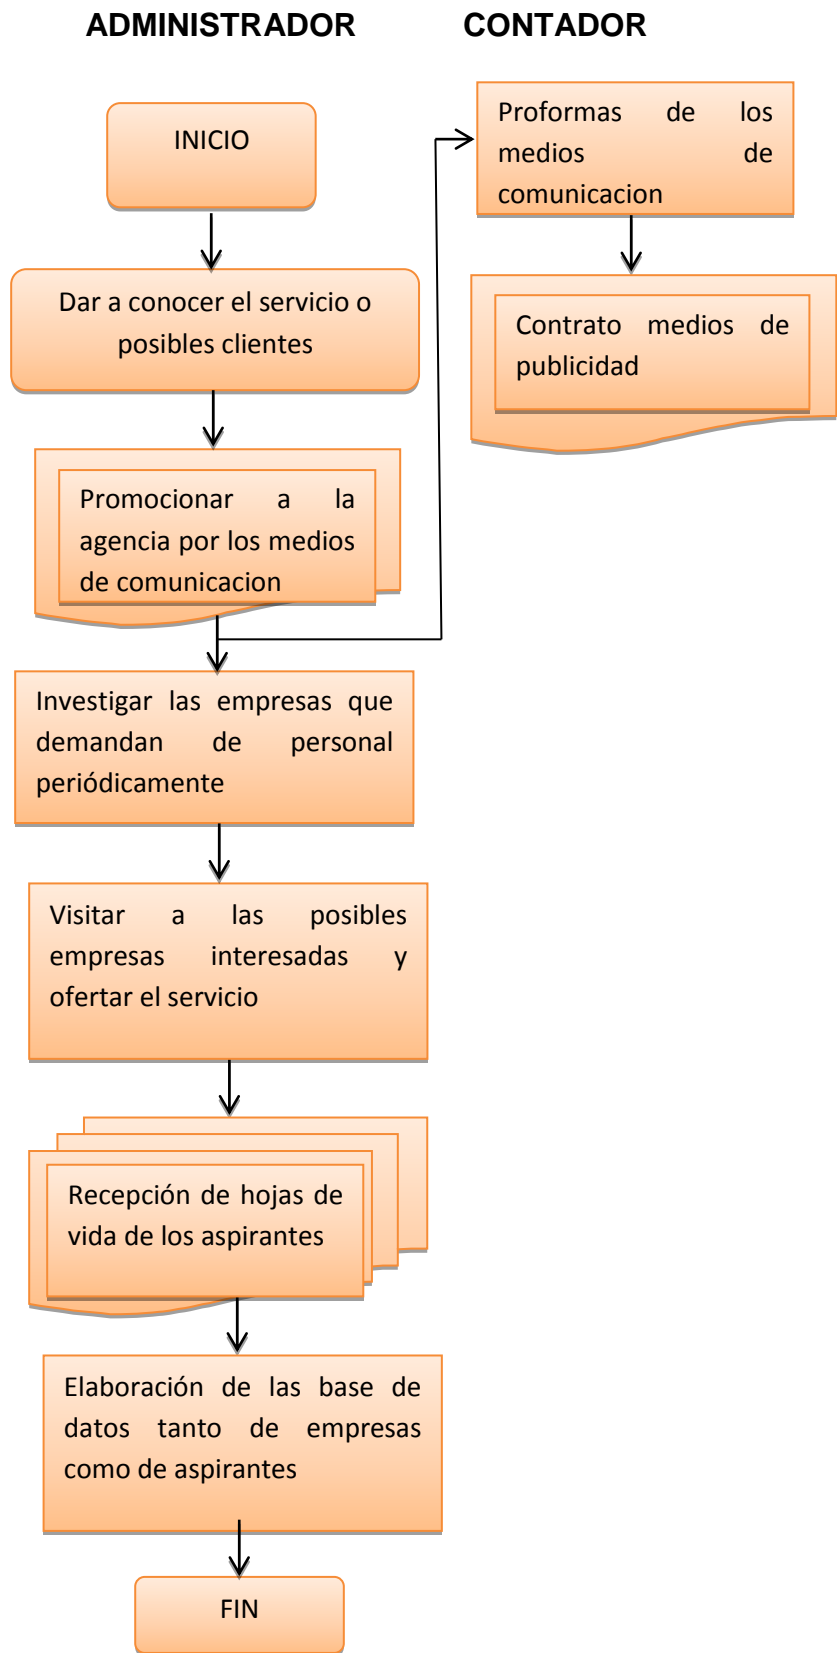 ADMINISTRADOR
CONTADOR
INICIO
Dar a conocer el servicio o
posibles clientes
Promocionar a la
agencia por los medios
de comunicacion
Investigar las empresas que
demandan de personal
periódicamente
Visitar a las posibles
empresas interesadas y
ofertar el servicio
Recepción de hojas de
vida de los aspirantes
Elaboración de las base de
datos tanto de empresas
como de aspirantes
FIN
Proformas de los
medios de
comunicacion
Contrato medios de
publicidad